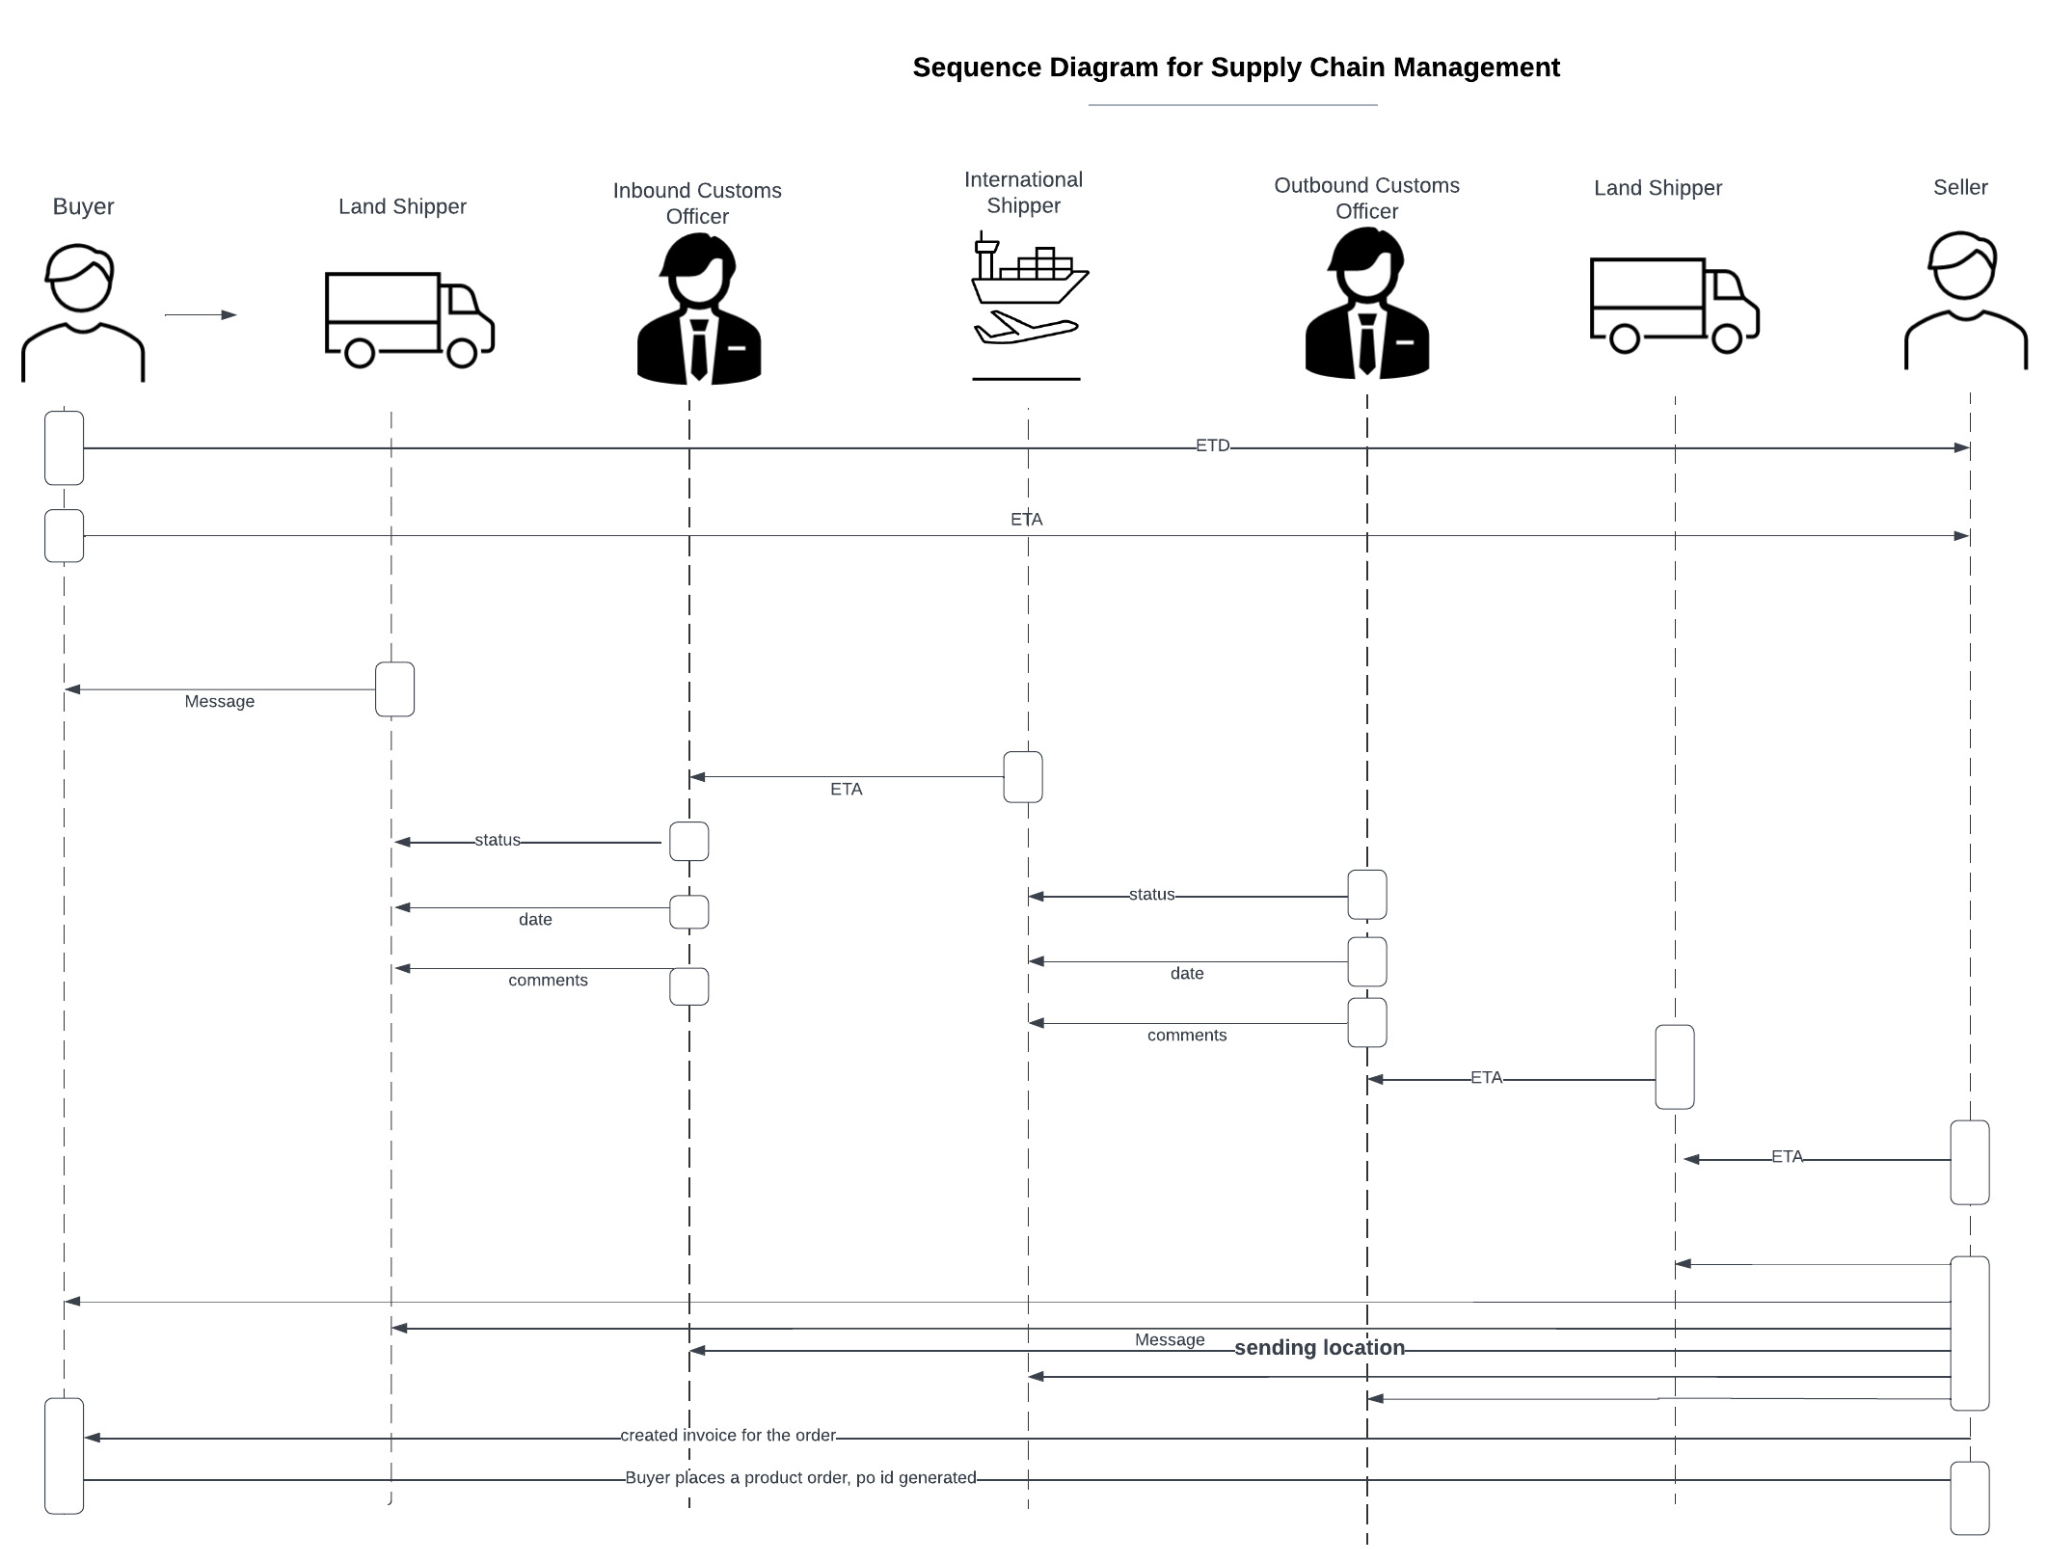 Sequence Diagram for Supply Chain Management
Buyer
Land Shipper
Inbound Customs
Officer
International
Shipper
Outbound Customs
Officer
Land Shipper
Seller
ETD
ETA
Message
ETA
status
status
date
date
comments
comments
ETA
ETA
Message
sending location
created invoice for the order
Buyer places a product order, po id generated